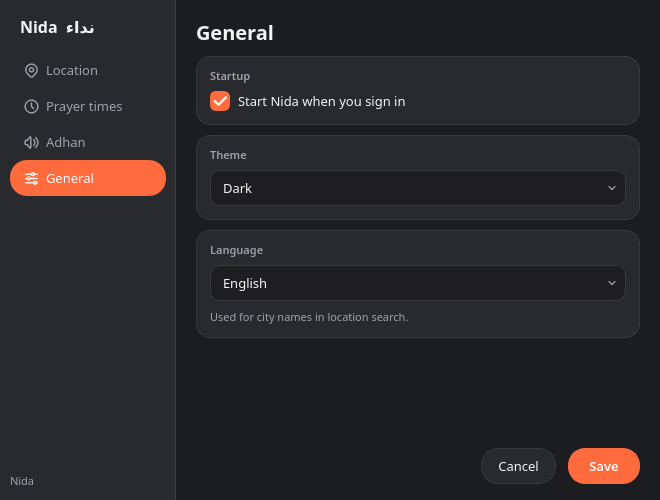 Nida نداء
Location
Prayer times
Adhan
General
Nida
General
Startup
Start Nida when you sign in
Theme
Dark
Language
English
Used for city names in location search.
Cancel
Save